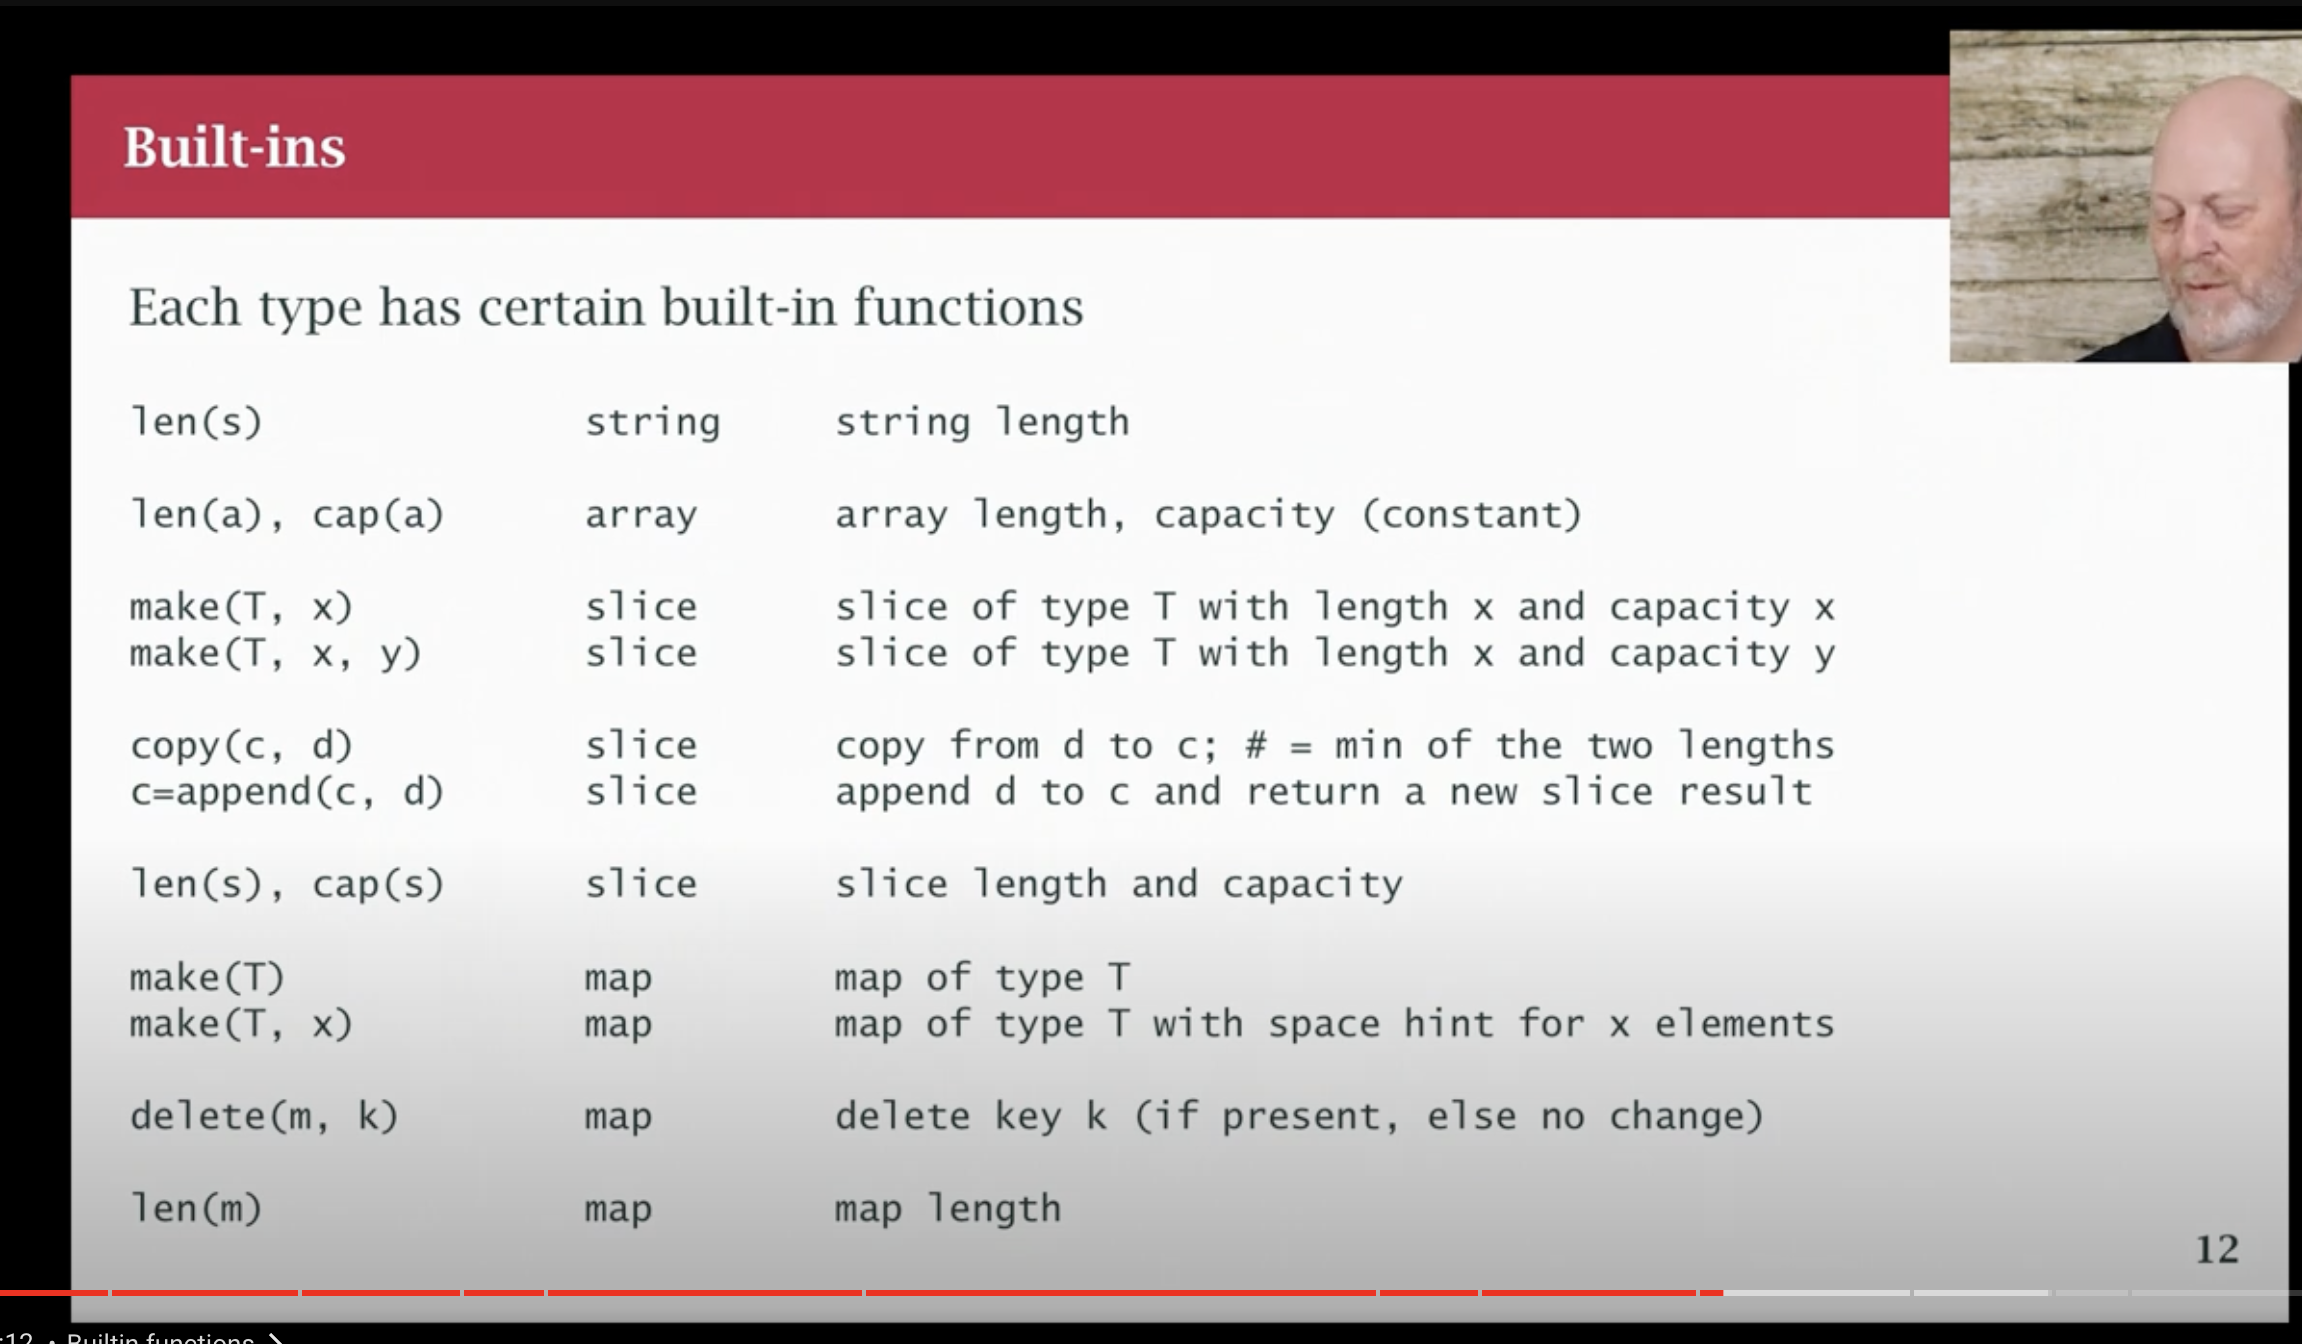 Built-ins
Each type has certain built-in functions
len(s) string string length
len(a), cap(a) array array length, capacity (constant)
make(T, x) slice slice of type T with length x and capacity x
make(T, x, y) slice slice of type T with length x and capacity y
copy(c, d) slice copy from d to c; # = min of the two lengths
c=append(c, d) slice append d to c and return a new slice result
len(s), cap(s) slice slice length and capacity
make(T) map map of type T
make(T, x) map map of type T with space hint for x elements
delete(m, k) map delete key k (if present, else no change)
len(m) map map length
12
:12 • Builtin functions >